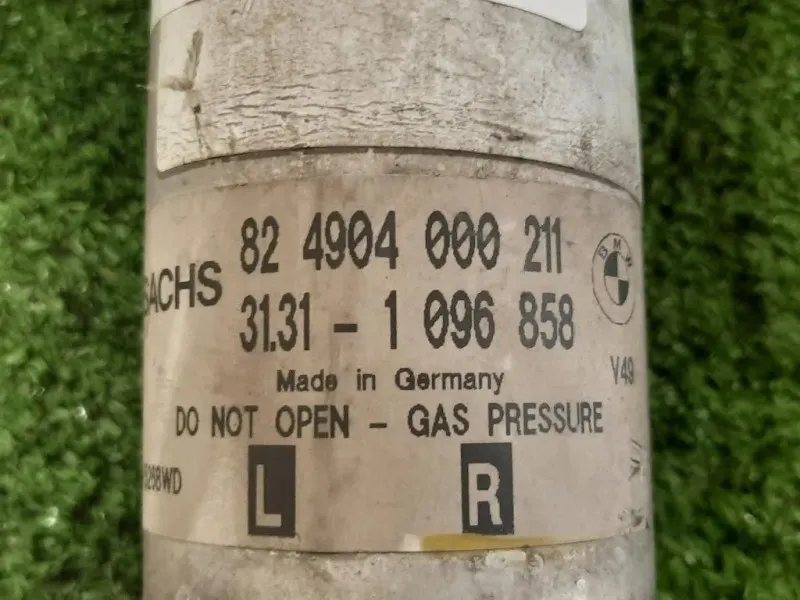 82 4904 000 211
SACHS
31.31 - 1 096 858
BMW
Made in Germany
V49
DO NOT OPEN - GAS PRESSURE
L R